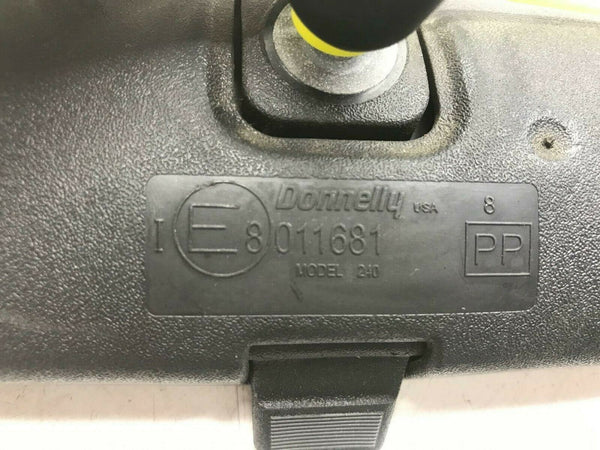 Donnelly USA 8
I E 8 011681 PP
MODEL 240